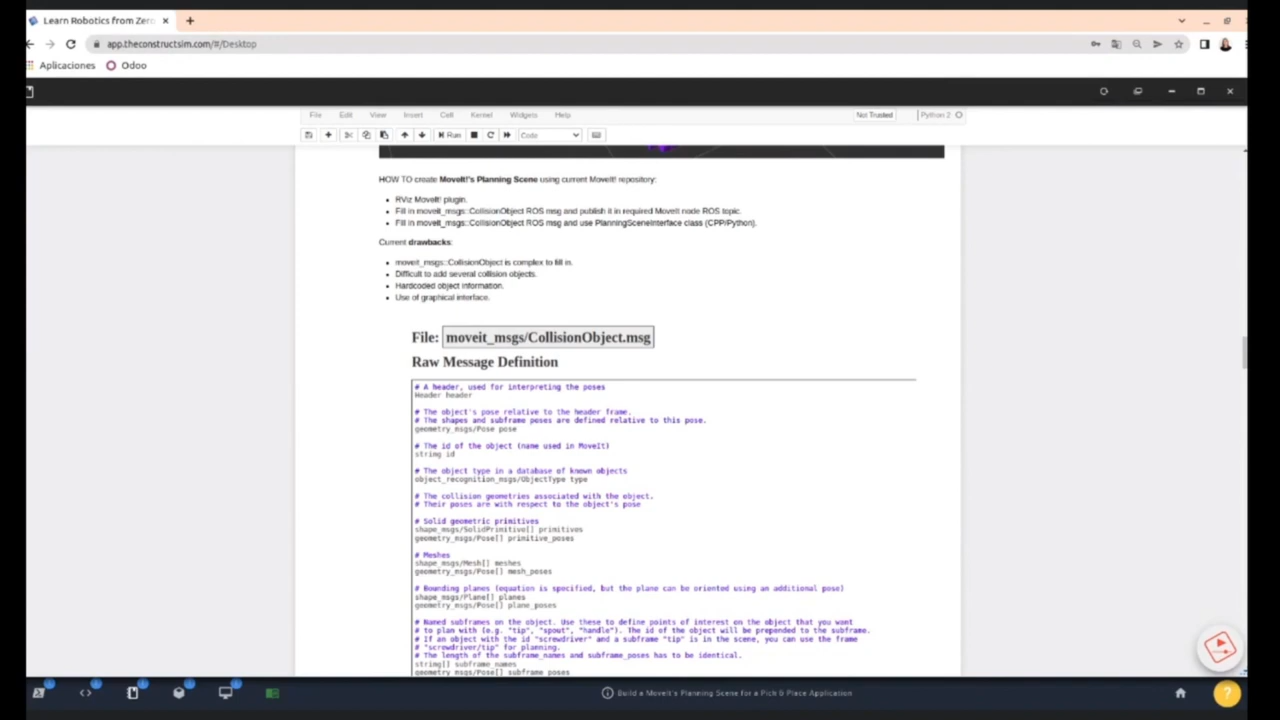 Learn Robotics from Zero
app.theconstructsim.com/#/Desktop
Aplicaciones Odoo
File Edit View Insert Cell Kernel Widgets Help Not Trusted Python 2
Run Code
HOW TO create MoveIt!'s Planning Scene using current MoveIt! repository:
RViz MoveIt! plugin.
Fill in moveit_msgs::CollisionObject ROS msg and publish it in required MoveIt node ROS topic.
Fill in moveit_msgs::CollisionObject ROS msg and use PlanningSceneInterface class (CPP/Python).
Current drawbacks:
moveit_msgs::CollisionObject is complex to fill in.
Difficult to add several collision objects.
Hardcoded object information.
Use of graphical interface.
File: moveit_msgs/CollisionObject.msg
Raw Message Definition
# A header, used for interpreting the poses
Header header
# The object's pose relative to the header frame.
# The shapes and subframe poses are defined relative to this pose.
geometry_msgs/Pose pose
# The id of the object (name used in MoveIt)
string id
# The object type in a database of known objects
object_recognition_msgs/ObjectType type
# The collision geometries associated with the object.
# Their poses are with respect to the object's pose
# Solid geometric primitives
shape_msgs/SolidPrimitive[] primitives
geometry_msgs/Pose[] primitive_poses
# Meshes
shape_msgs/Mesh[] meshes
geometry_msgs/Pose[] mesh_poses
# Bounding planes (equation is specified, but the plane can be oriented using an additional pose)
shape_msgs/Plane[] planes
geometry_msgs/Pose[] plane_poses
# Named subframes on the object. Use these to define points of interest on the object that you want
# to plan with (e.g. "tip", "spout", "handle"). The id of the object will be prepended to the subframe.
# If an object with the id "screwdriver" and a subframe "tip" is in the scene, you can use the frame
# "screwdriver/tip" for planning.
# The length of the subframe_names and subframe_poses has to be identical.
string[] subframe_names
geometry_msgs/Pose[] subframe_poses
Build a MoveIt's Planning Scene for a Pick & Place Application